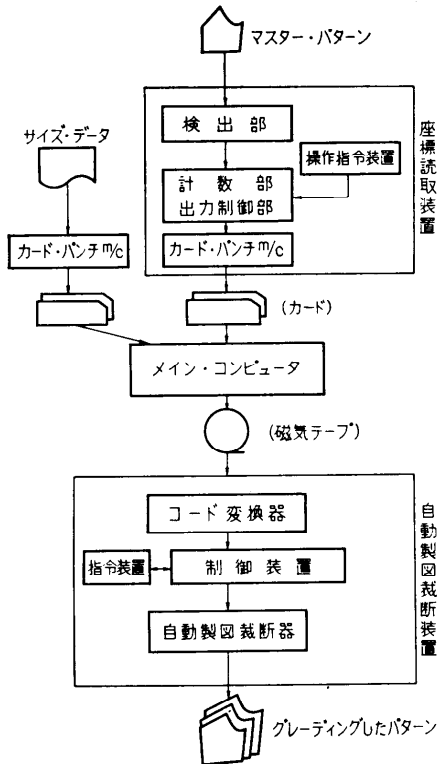 マスター・パターン
検出部
サイズ・データ
操作指令装置
座標読取装置
計数部
出力制御部
カード・パンチm/c
カード・パンチm/c
(カード)
メイン・コンピュータ
(磁気テープ)
コード変換器
自動製図裁断装置
指令装置
制御装置
自動製図裁断器
グレーディングしたパターン